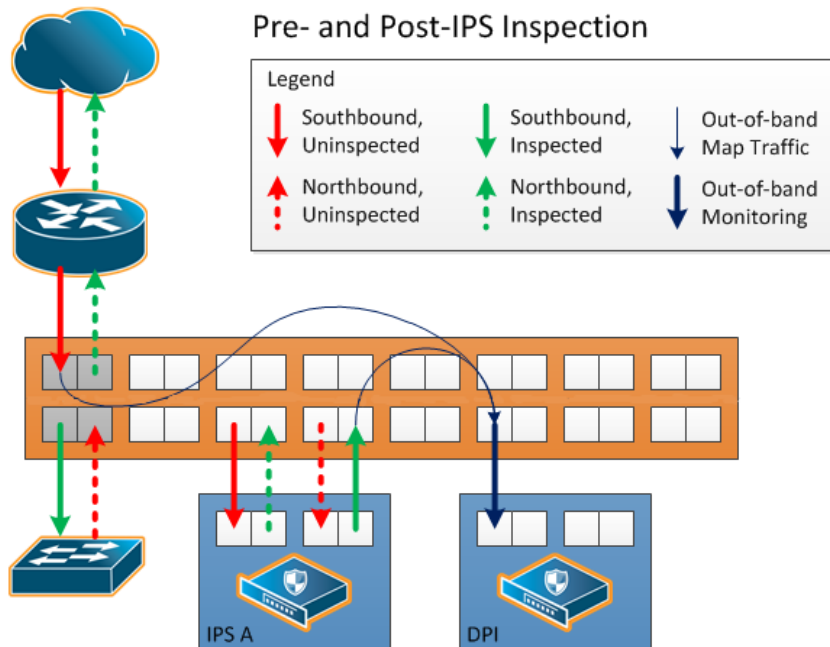 Pre- and Post-IPS Inspection
Legend
Southbound,
Uninspected
Southbound,
Inspected
Out-of-band
Map Traffic
Northbound,
Uninspected
Northbound,
Inspected
Out-of-band
Monitoring
IPS A
DPI